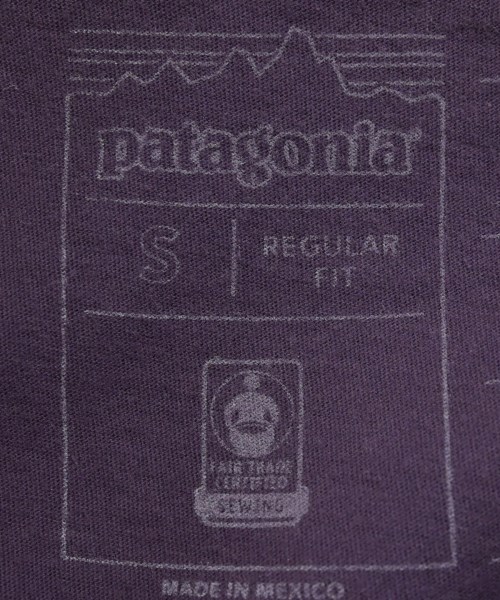 patagonia®
S
REGULAR
FIT
FAIR TRADE
CERTIFIED
SEWING
MADE IN MEXICO